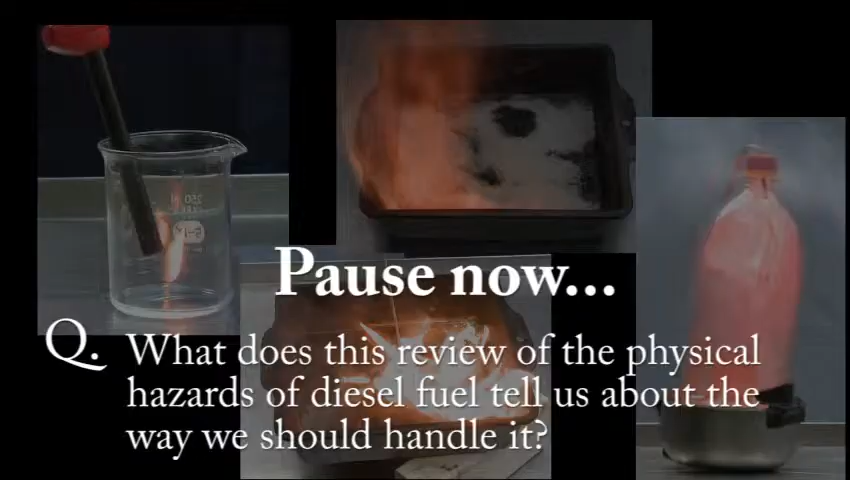 Pause now...
Q. What does this review of the physical
hazards of diesel fuel tell us about the
way we should handle it?